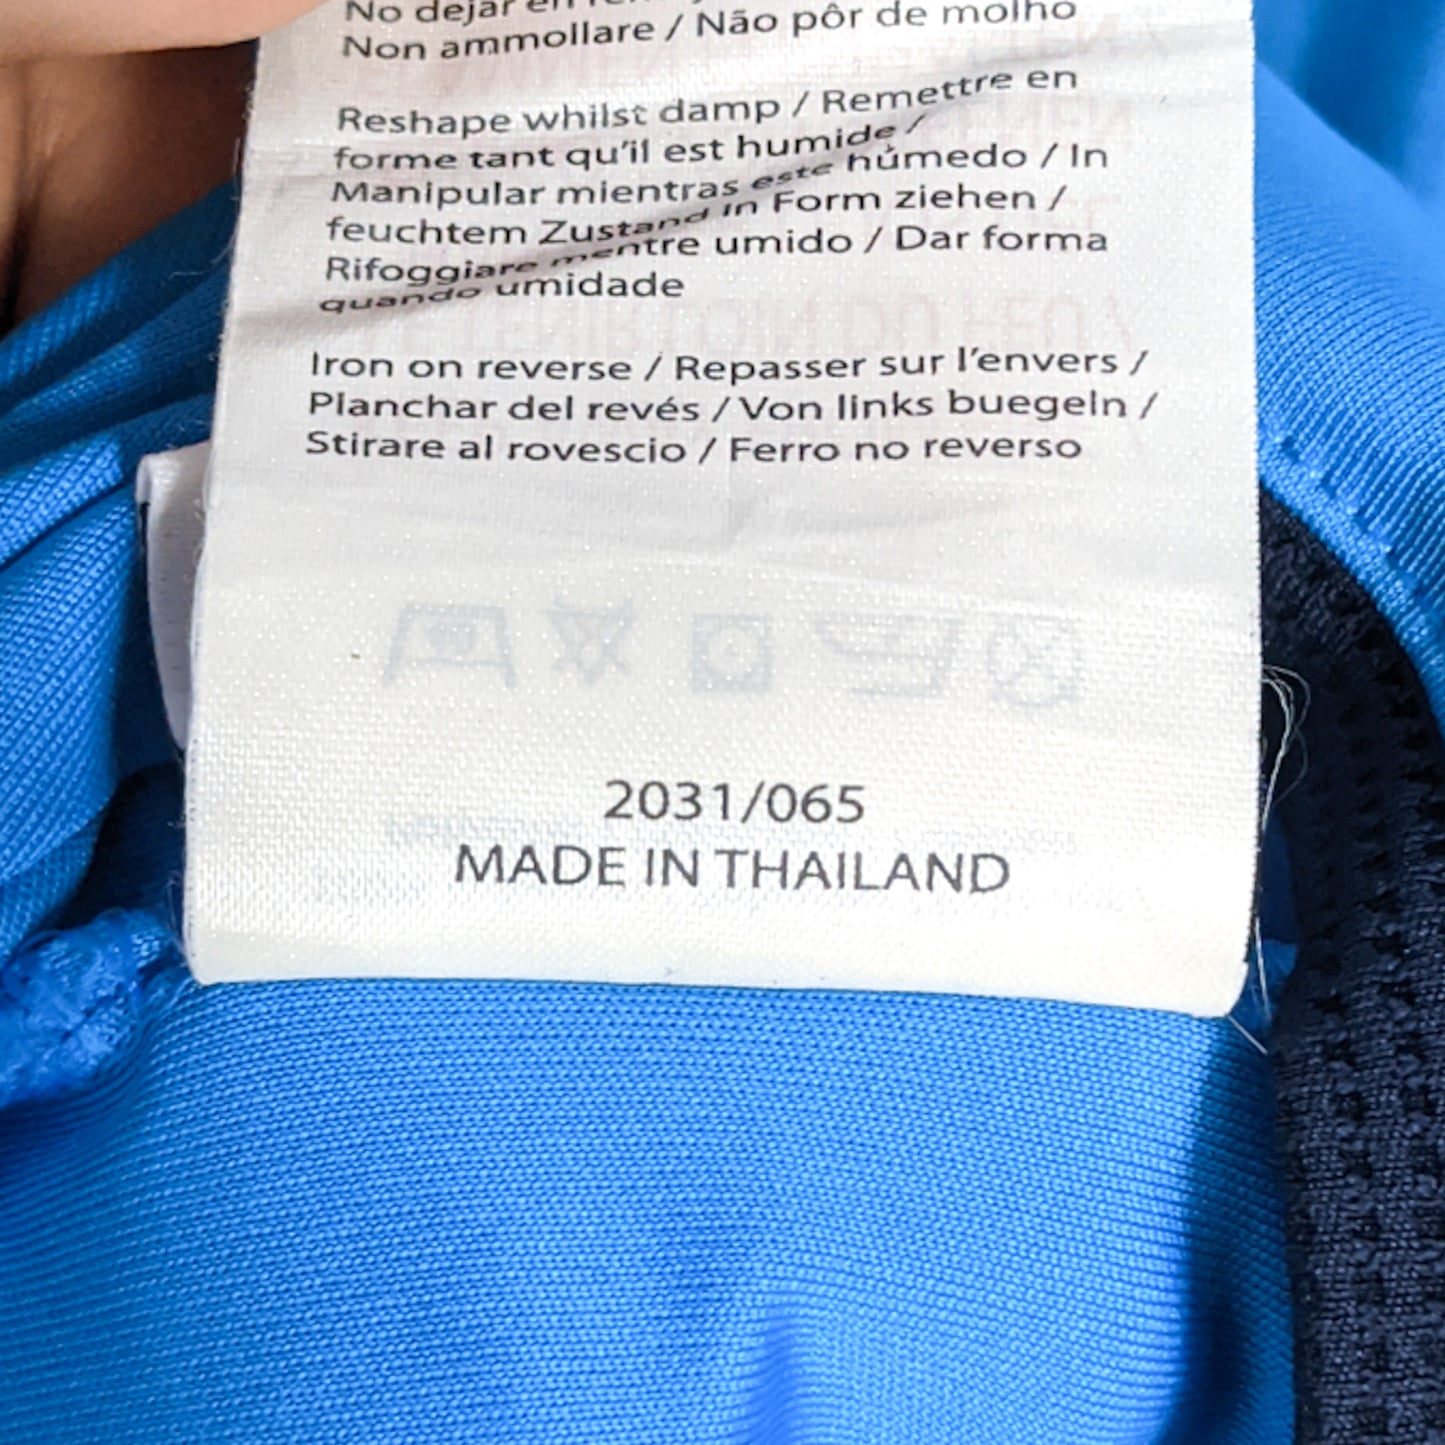 No dejar en
Non ammollare / Não pôr de molho
Reshape whilst damp / Remettre en
forme tant qu'il est humide /
Manipular mientras este húmedo / In
feuchtem Zustand in Form ziehen /
Rifoggiare mentre umido / Dar forma
quando umidade
Iron on reverse / Repasser sur l'envers /
Planchar del revés / Von links buegeln /
Stirare al rovescio / Ferro no reverso
2031/065
MADE IN THAILAND